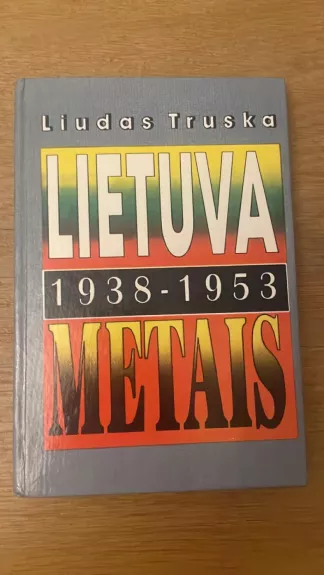 Liudas Truska
LIETUVA
1938-1953
METAIS